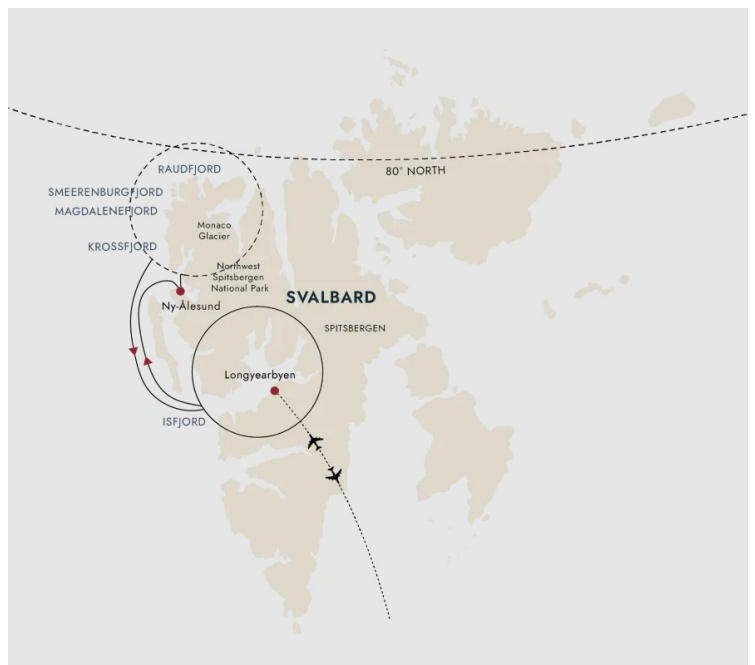 RAUDFJORD
80° NORTH
SMEERENBURGFJORD
MAGDALENEFJORD
Monaco
Glacier
KROSSFJORD
Northwest
Spitsbergen
National Park
SVALBARD
Ny-Ålesund
SPITSBERGEN
Longyearbyen
ISFJORD